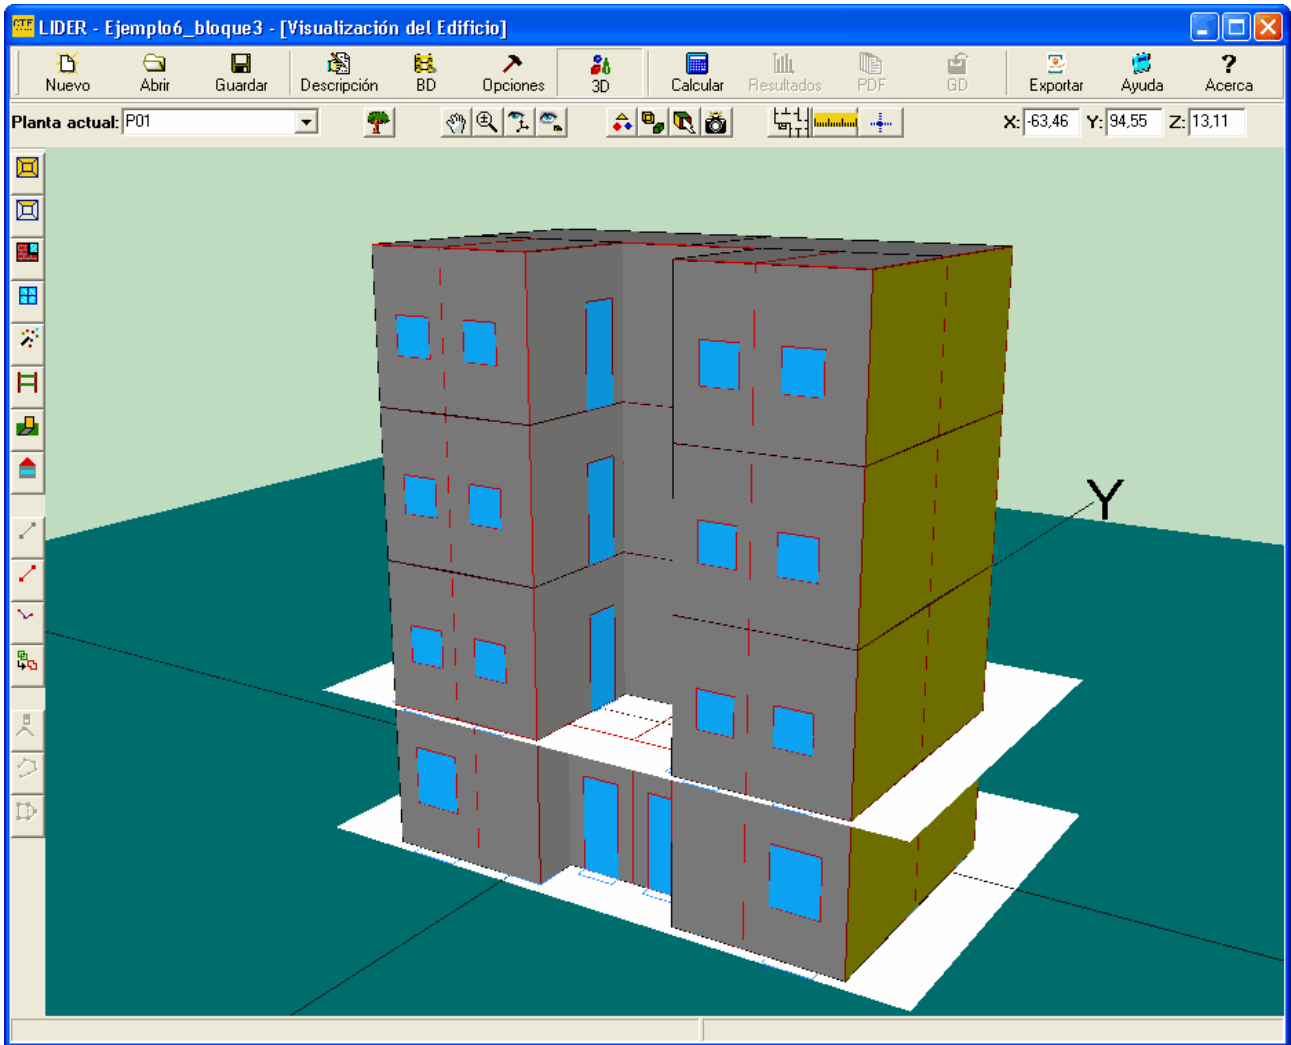 CTE LIDER - Ejemplo6_bloque3 - [Visualización del Edificio]
Nuevo Abrir Guardar Descripción BD Opciones 3D Calcular Resultados PDF GD Exportar Ayuda Acerca
Planta actual: P01 X: -63,46 Y: 94,55 Z: 13,11
Y